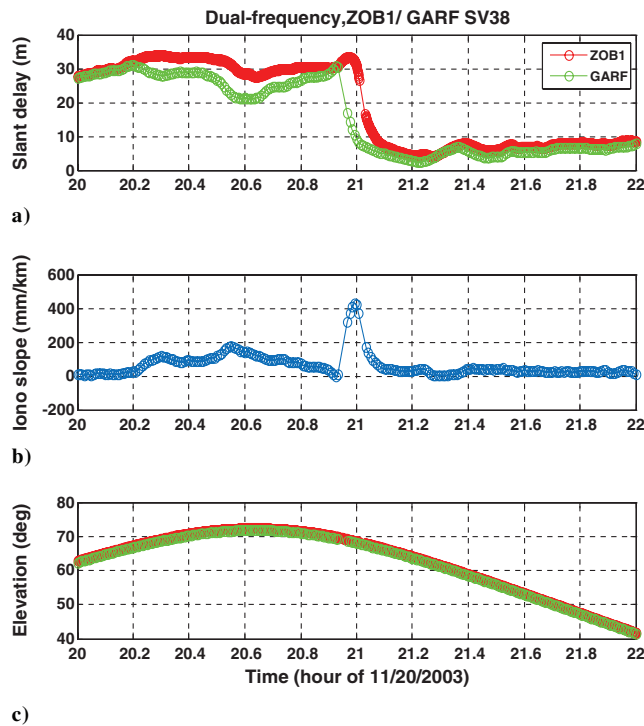 Dual-frequency,ZOB1/ GARF SV38
Slant delay (m)
40
30
20
10
0
ZOB1
GARF
20 20.2 20.4 20.6 20.8 21 21.2 21.4 21.6 21.8 22
a)
Iono slope (mm/km)
600
400
200
0
-200
20 20.2 20.4 20.6 20.8 21 21.2 21.4 21.6 21.8 22
b)
Elevation (deg)
80
70
60
50
40
20 20.2 20.4 20.6 20.8 21 21.2 21.4 21.6 21.8 22
Time (hour of 11/20/2003)
c)